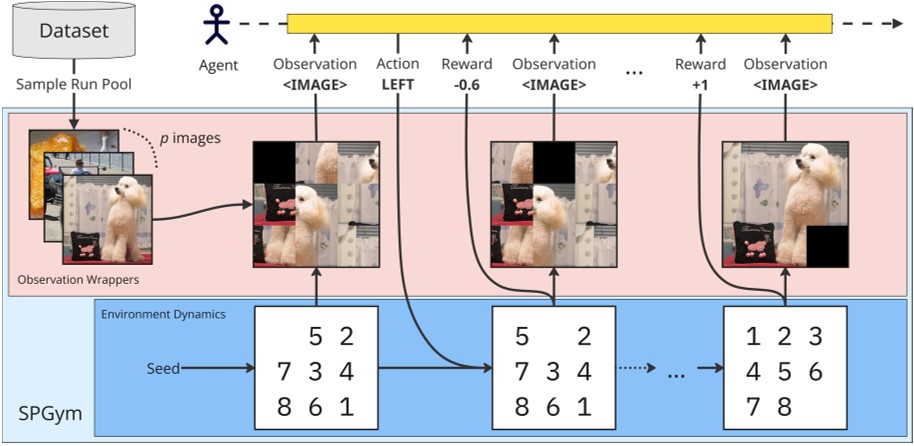 Dataset
Sample Run Pool
Agent
Observation
<IMAGE>
Action
LEFT
Reward
-0.6
Observation
<IMAGE>
...
Reward
+1
Observation
<IMAGE>
p images
Observation Wrappers
Environment Dynamics
Seed
5 2
7 3 4
8 6 1
5 2
7 3 4
8 6 1
...
1 2 3
4 5 6
7 8
SPGym